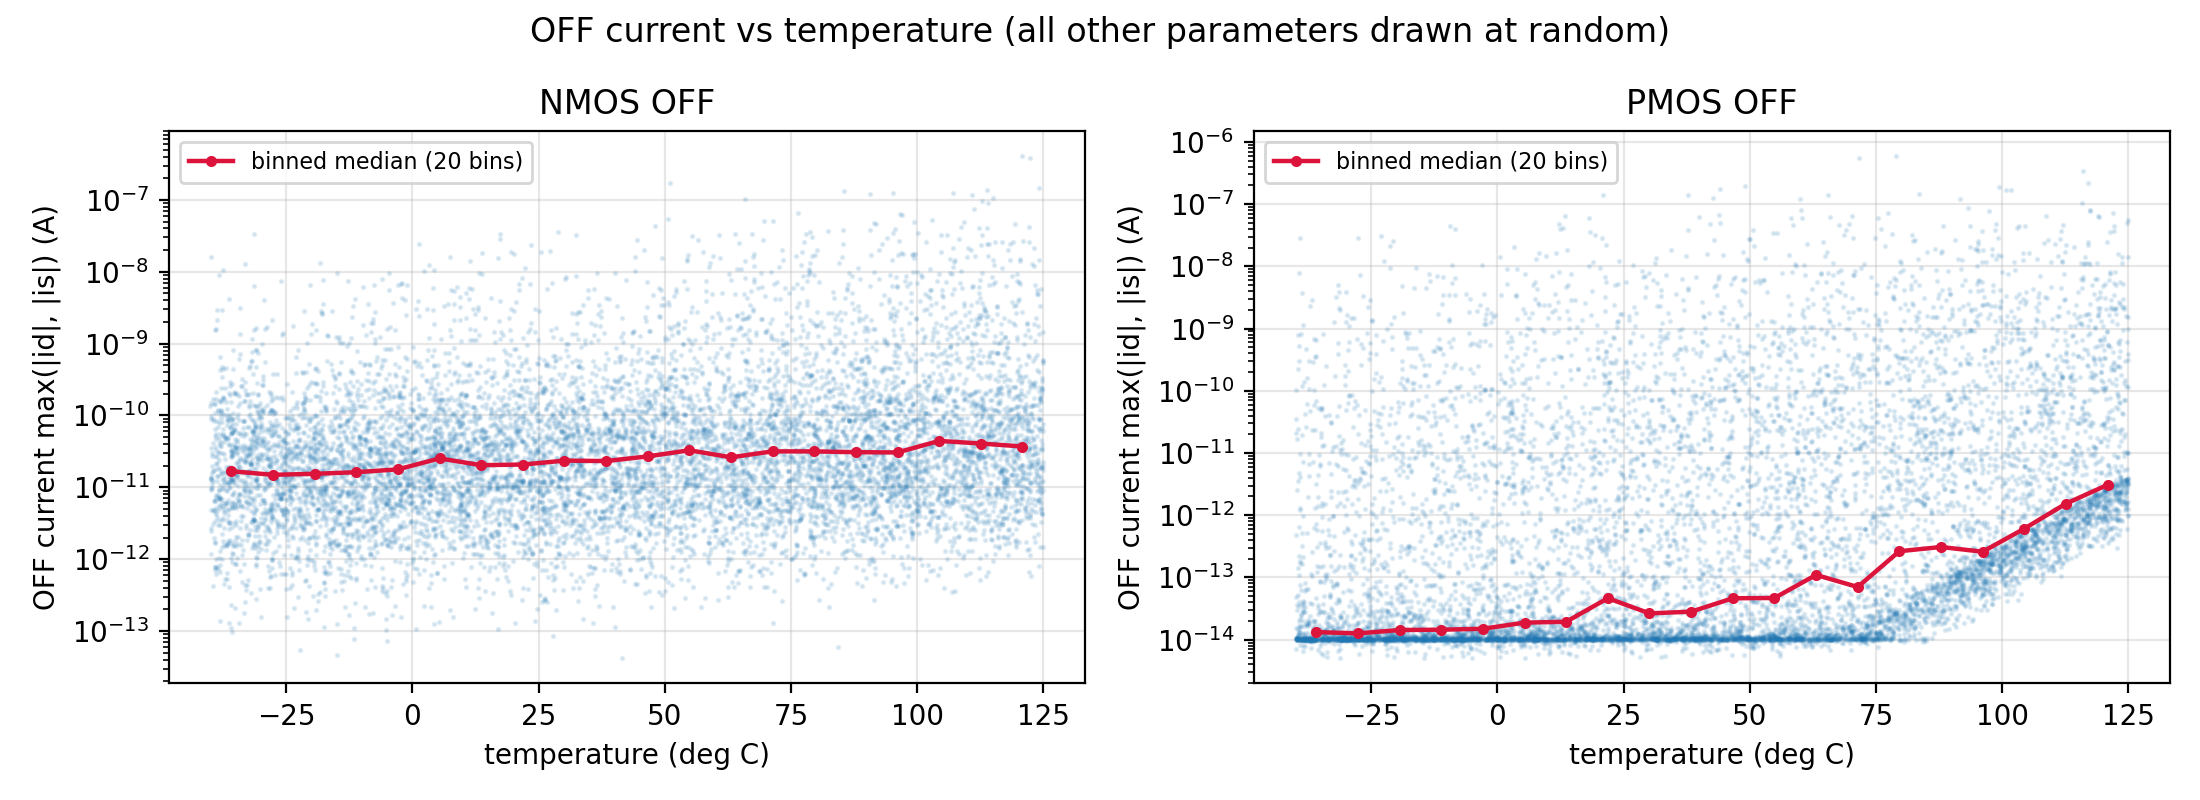 OFF current vs temperature (all other parameters drawn at random)
NMOS OFF
binned median (20 bins)
OFF current max(|id|, |is|) (A)
10⁻⁷
10⁻⁸
10⁻⁹
10⁻¹⁰
10⁻¹¹
10⁻¹²
10⁻¹³
−25 0 25 50 75 100 125
temperature (deg C)
PMOS OFF
binned median (20 bins)
OFF current max(|id|, |is|) (A)
10⁻⁶
10⁻⁷
10⁻⁸
10⁻⁹
10⁻¹⁰
10⁻¹¹
10⁻¹²
10⁻¹³
10⁻¹⁴
−25 0 25 50 75 100 125
temperature (deg C)